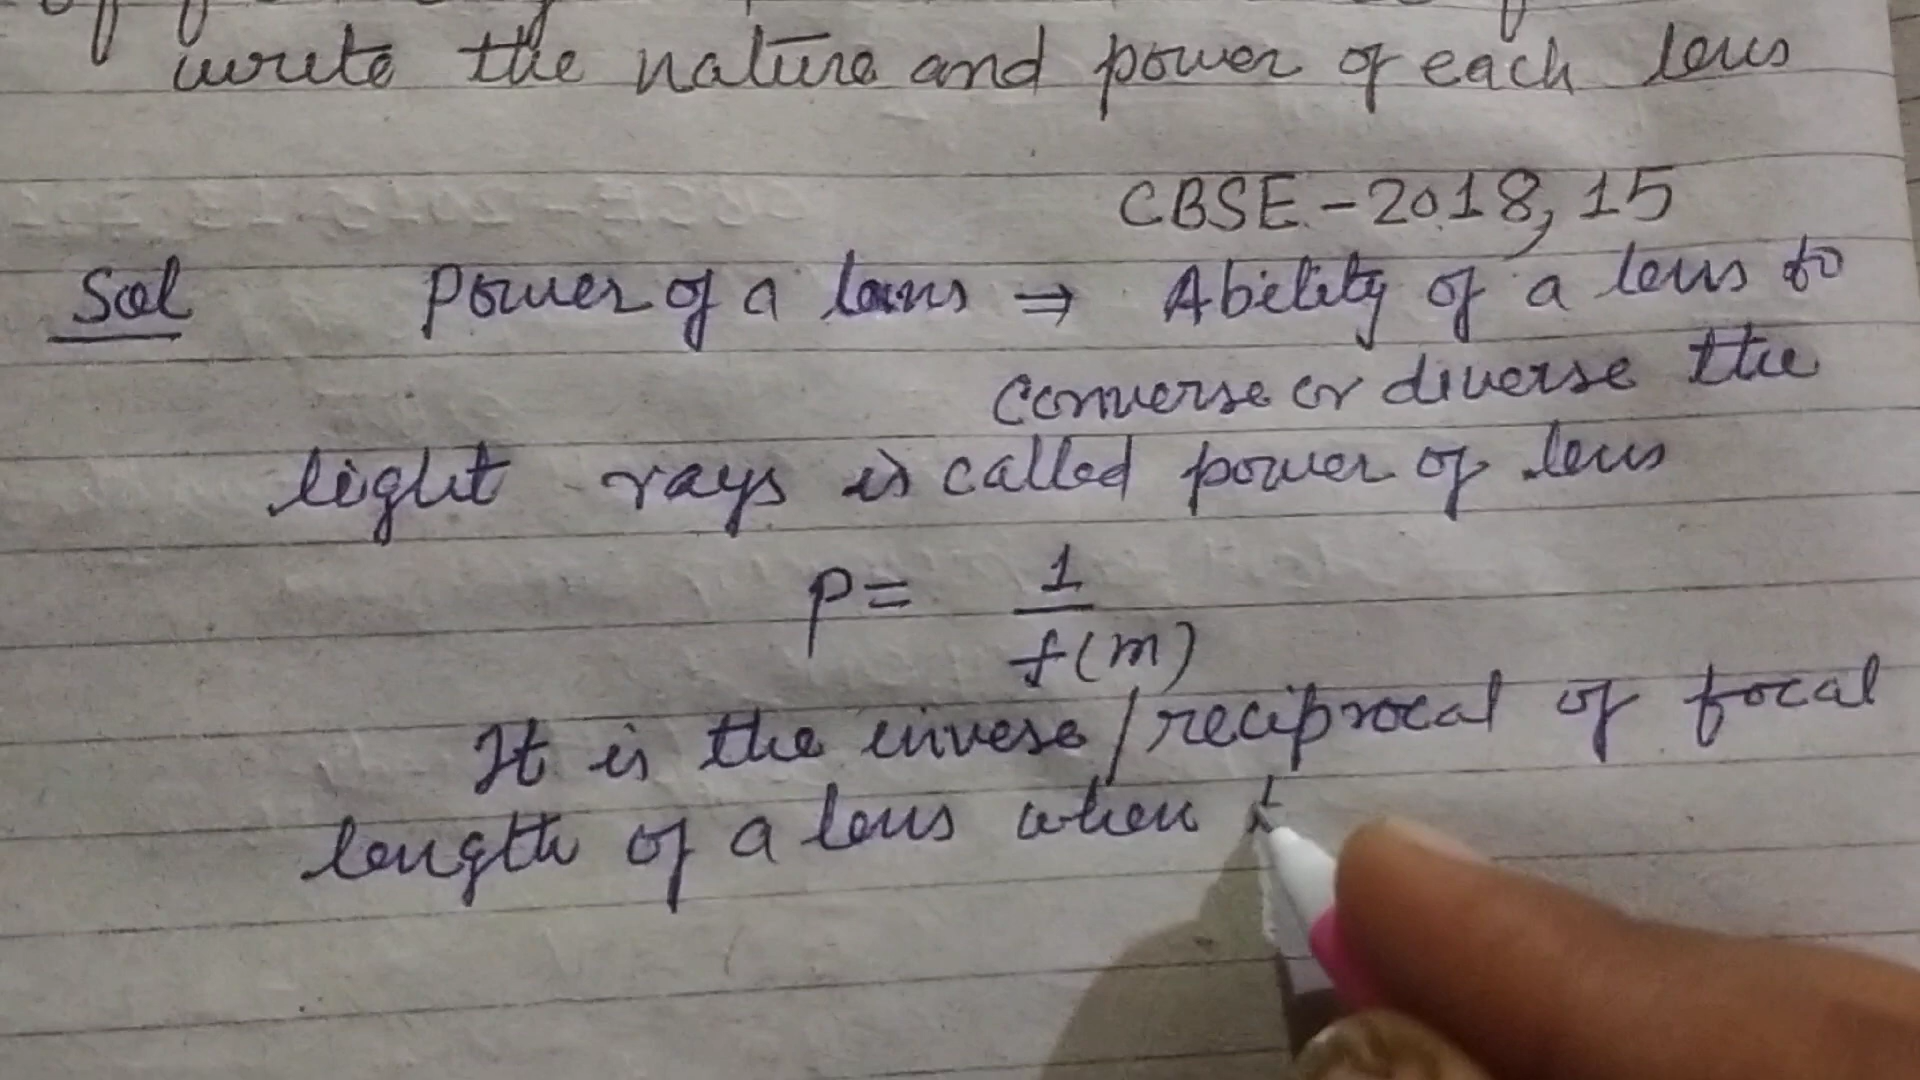 write the nature and power of each lens
CBSE-2018, 15
Sol Power of a lens ⇒ Ability of a lens to
converse or diverse the
light rays is called power of lens
P = 1/f(m)
It is the invese/reciprocal of focal
length of a lens when